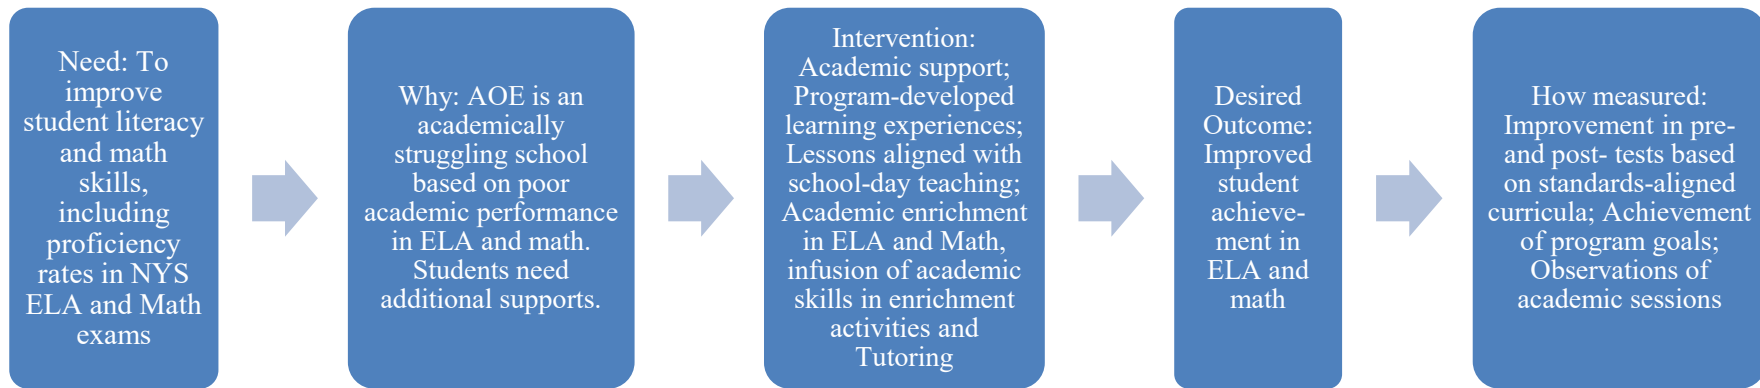 Need: To
improve
student literacy
and math
skills,
including
proficiency
rates in NYS
ELA and Math
exams
Why: AOE is an
academically
struggling school
based on poor
academic performance
in ELA and math.
Students need
additional supports.
Intervention:
Academic support;
Program-developed
learning experiences;
Lessons aligned with
school-day teaching;
Academic enrichment
in ELA and Math,
infusion of academic
skills in enrichment
activities and
Tutoring
Desired
Outcome:
Improved
student
achieve-
ment in
ELA and
math
How measured:
Improvement in pre-
and post- tests based
on standards-aligned
curricula; Achievement
of program goals;
Observations of
academic sessions